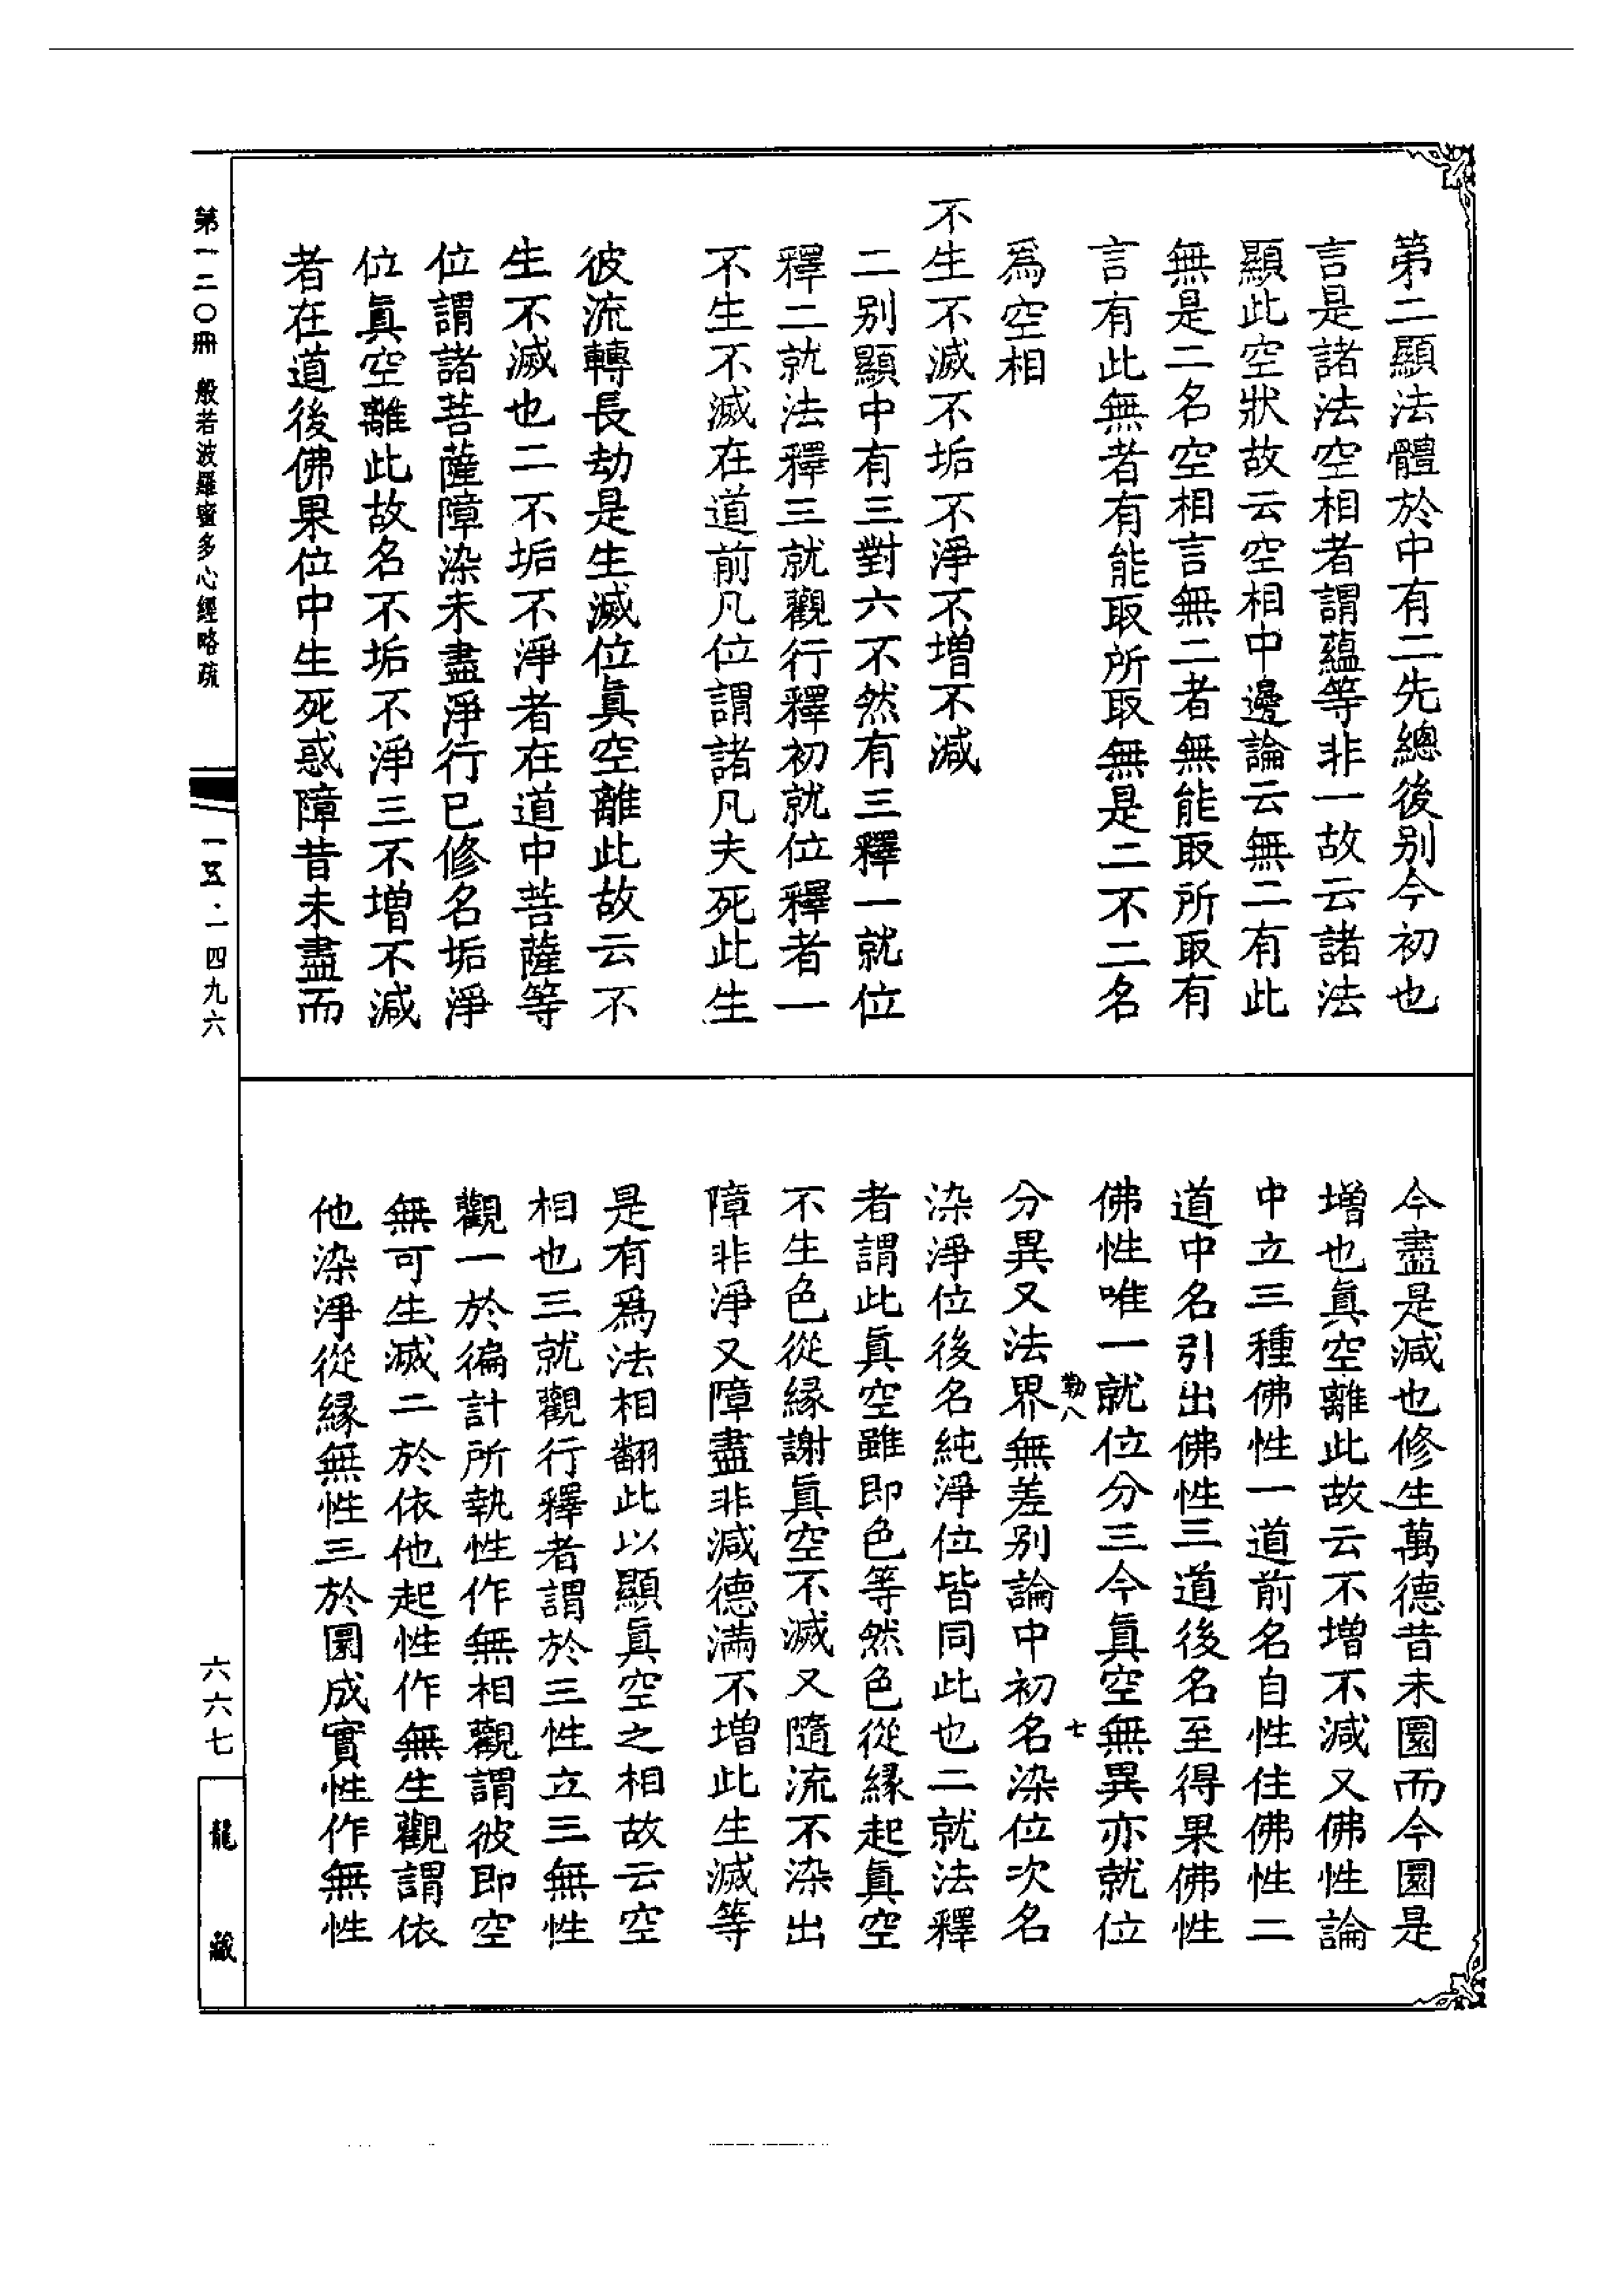 第二顯法體於中有二先總後別今初也
言是諸法空相者謂蘊等非一故云諸法
顯此空狀故云空相中邊論云無二有此
無是二名空相言無二者無能取所取有
言有此無者有能取所取無是二不二名
爲空相
不生不滅不垢不淨不增不減
二別顯中有三對六不然有三釋一就位
釋二就法釋三就觀行釋初就位釋者一
不生不滅在道前凡位謂諸凡夫死此生
彼流轉長劫是生滅位眞空離此故云不
生不滅也二不垢不淨者在道中菩薩等
位謂諸菩薩障染未盡淨行已修名垢淨
位眞空離此故名不垢不淨三不增不減
者在道後佛果位中生死惑障昔未盡而
今盡是減也修生萬德昔未圓而今圓是
增也眞空離此故云不增不減又佛性論
中立三種佛性一道前名自性住佛性二
道中名引出佛性三道後名至得果佛性
佛性唯一就位分三今眞空無異亦就位
勒八
七
分異又法界無差別論中初名染位次名
染淨位後名純淨位皆同此也二就法釋
者謂此眞空雖即色等然色從緣起眞空
不生色從緣謝眞空不滅又隨流不染出
障非淨又障盡非減德滿不增此生滅等
是有爲法相翻此以顯眞空之相故云空
相也三就觀行釋者謂於三性立三無性
觀一於徧計所執性作無相觀謂彼即空
無可生滅二於依他起性作無生觀謂依
他染淨從緣無性三於圓成實性作無性
第一二〇冊 般若波羅蜜多心經略疏
一五·一四九六
六六七
龍藏